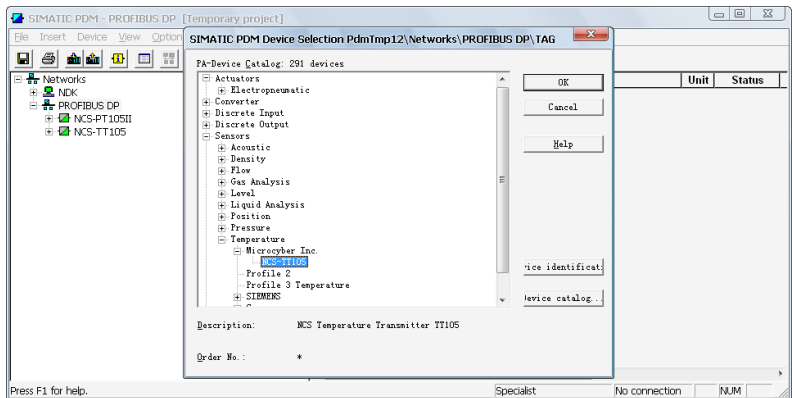 SIMATIC PDM - PROFIBUS DP [Temporary project]
File Insert Device View Option
SIMATIC PDM Device Selection PdmTmp12\Networks\PROFIBUS DP\TAG
PA-Device Catalog: 291 devices
Networks
NDK
PROFIBUS DP
NCS-PT105II
NCS-TT105
Actuators
Electropneumatic
Converter
Discrete Input
Discrete Output
Sensors
Acoustic
Density
Flow
Gas Analysis
Level
Liquid Analysis
Position
Pressure
Temperature
Microcyber Inc.
NCS-TT105
Profile 2
Profile 3 Temperature
SIEMENS
OK
Cancel
Help
vice identificat:
Device catalog...
Unit Status
Description: NCS Temperature Transmitter TT105
Order No.: *
Press F1 for help.
Specialist
No connection
NUM